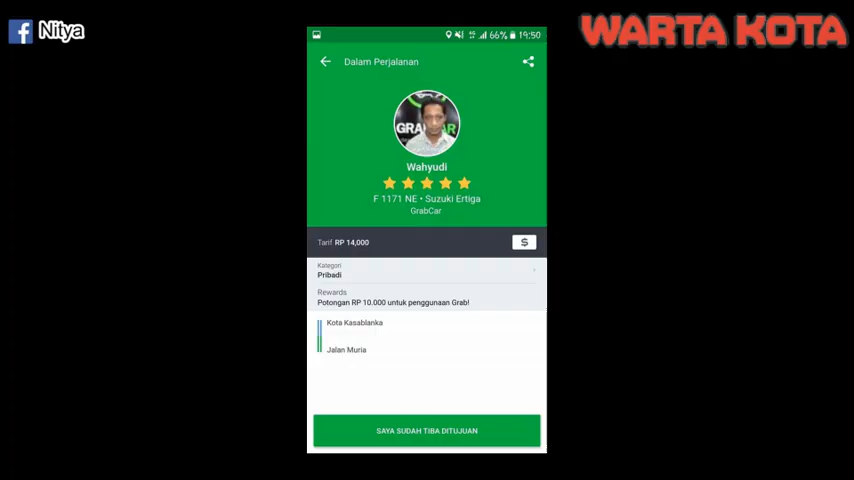 Nitya
WARTA KOTA
66% 19:50
Dalam Perjalanan
GRAB
Wahyudi
F 1171 NE • Suzuki Ertiga
GrabCar
Tarif RP 14,000
$
Kategori
Pribadi
Rewards
Potongan RP 10.000 untuk penggunaan Grab!
Kota Kasablanka
Jalan Muria
SAYA SUDAH TIBA DITUJUAN